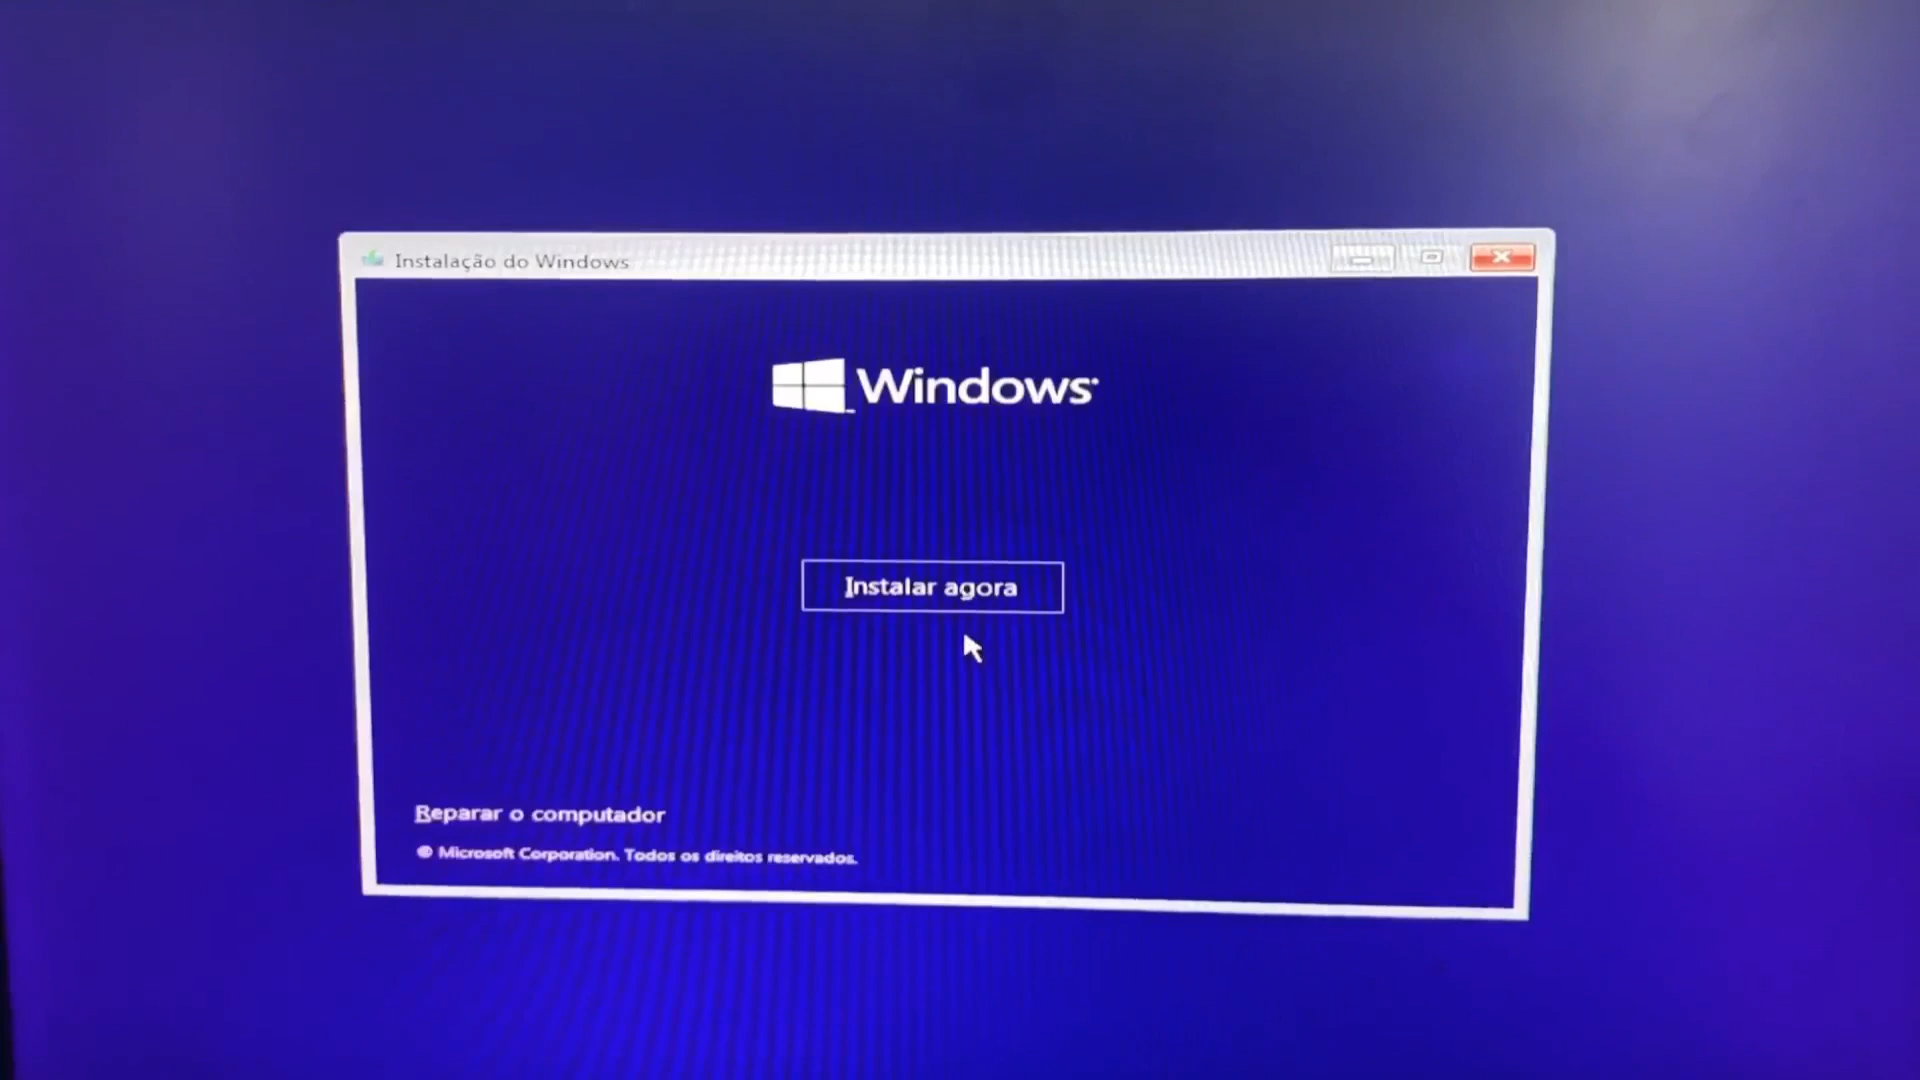 Instalação do Windows
Windows
Instalar agora
Reparar o computador
© Microsoft Corporation. Todos os direitos reservados.